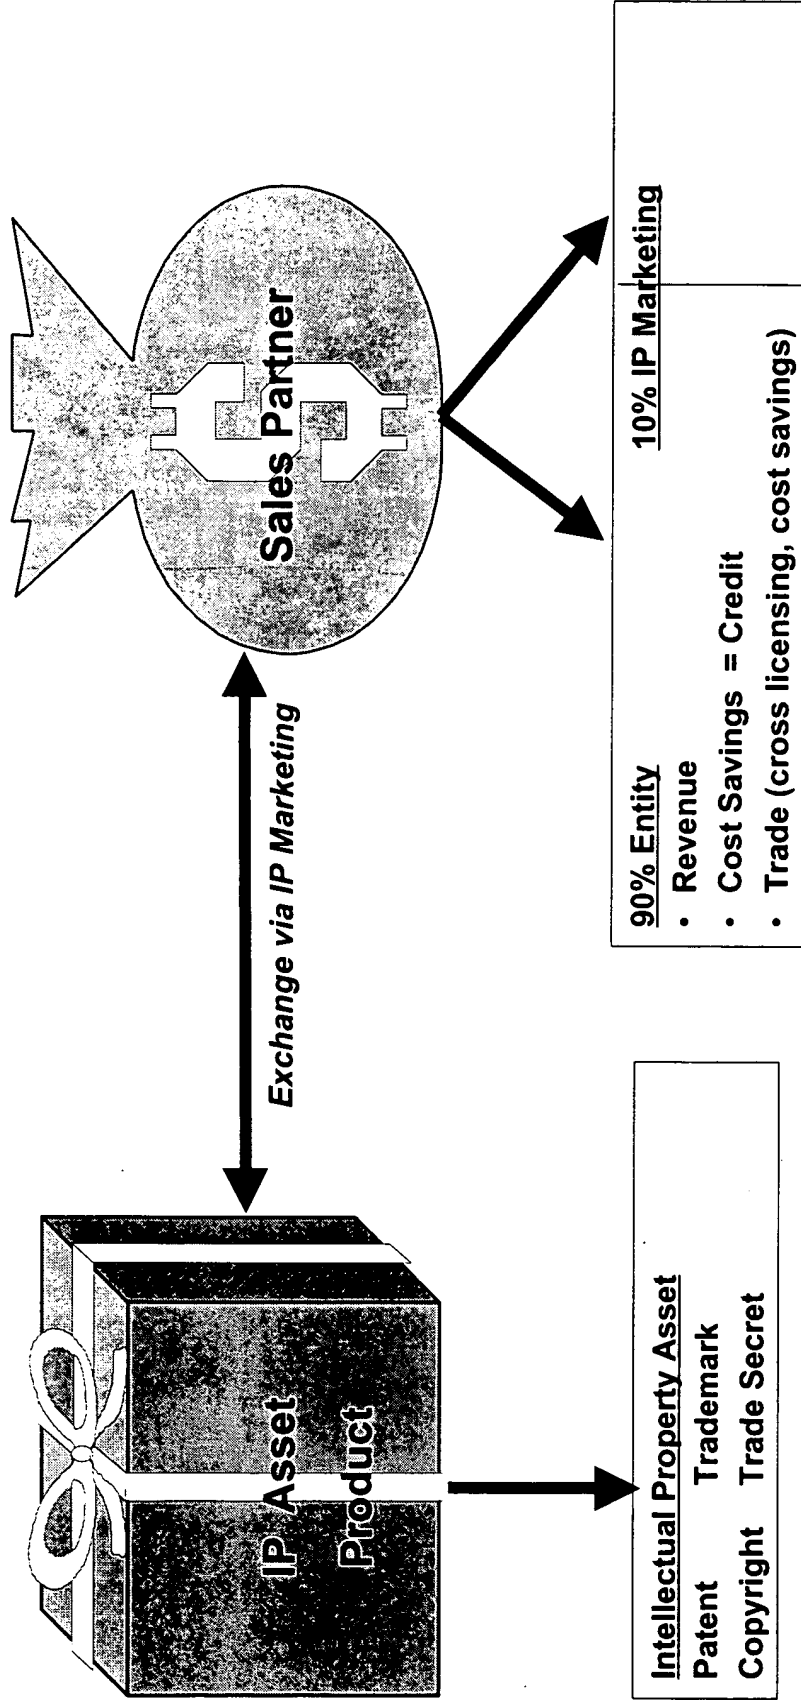 IP Asset
Product
Exchange via IP Marketing
Sales Partner
Intellectual Property Asset
Patent Trademark
Copyright Trade Secret
90% Entity
• Revenue
• Cost Savings = Credit
• Trade (cross licensing, cost savings)
10% IP Marketing